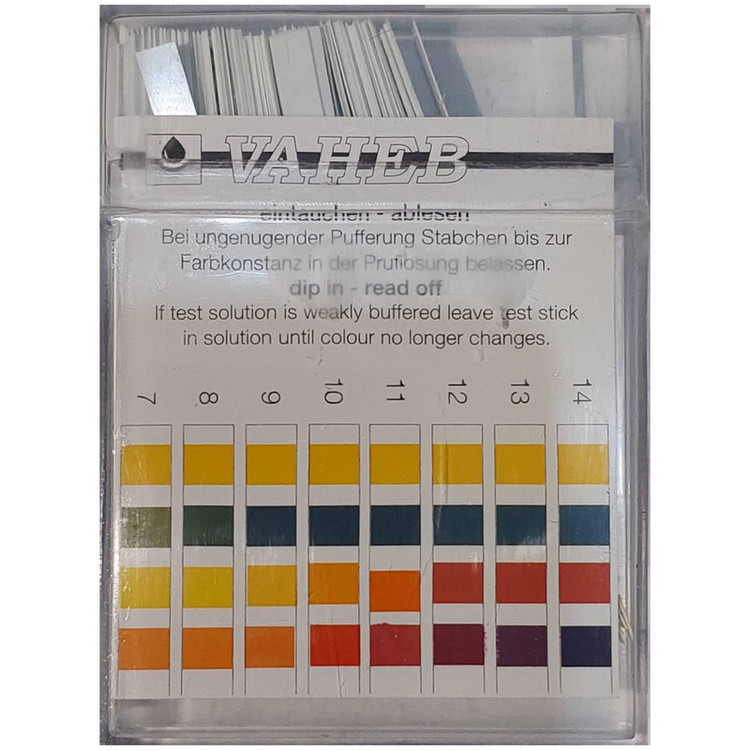 VAHEB
eintauchen - ablesen
Bei ungenugender Pufferung Stabchen bis zur
Farbkonstanz in der Pruflosung belassen.
dip in - read off
If test solution is weakly buffered leave test stick
in solution until colour no longer changes.
7 8 9 10 11 12 13 14